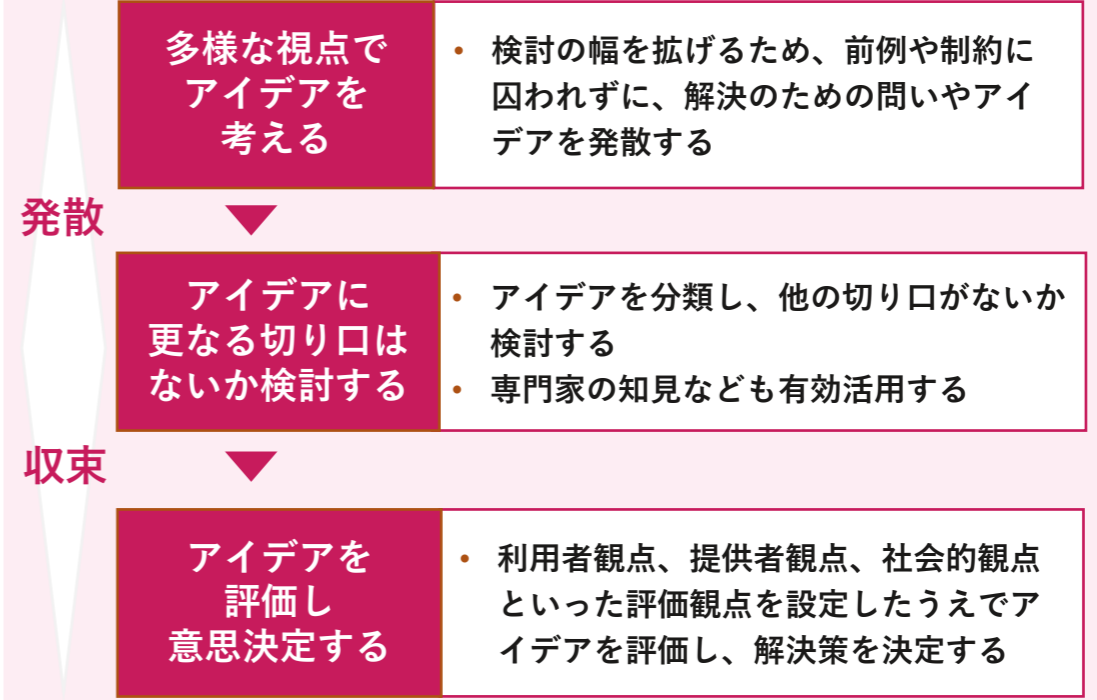 多様な視点で
アイデアを
考える
• 検討の幅を拡げるため、前例や制約に
囚われずに、解決のための問いやアイ
デアを発散する
発散
アイデアに
更なる切り口は
ないか検討する
• アイデアを分類し、他の切り口がないか
検討する
• 専門家の知見なども有効活用する
収束
アイデアを
評価し
意思決定する
• 利用者観点、提供者観点、社会的観点
といった評価観点を設定したうえでア
イデアを評価し、解決策を決定する